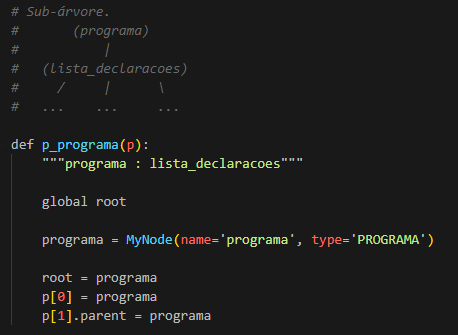 # Sub-árvore.
#       (programa)
#           |
#   (lista_declaracoes)
#     /     |      \
#   ...    ...     ...
def p_programa(p):
    """programa : lista_declaracoes"""
    global root
    programa = MyNode(name='programa', type='PROGRAMA')
    root = programa
    p[0] = programa
    p[1].parent = programa